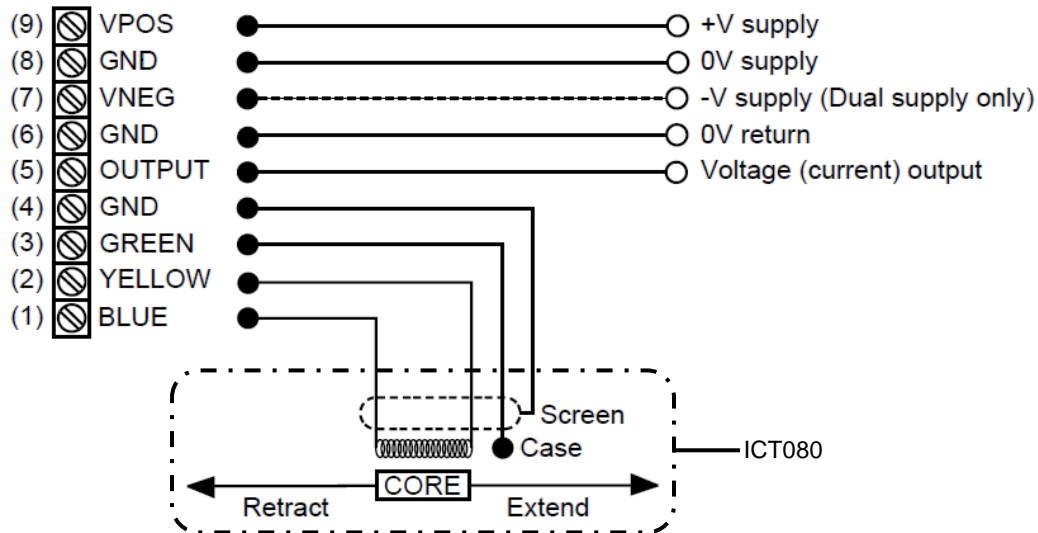 (9) VPOS +V supply
(8) GND 0V supply
(7) VNEG -V supply (Dual supply only)
(6) GND 0V return
(5) OUTPUT Voltage (current) output
(4) GND
(3) GREEN
(2) YELLOW
(1) BLUE
Screen
Case
ICT080
CORE
Retract Extend